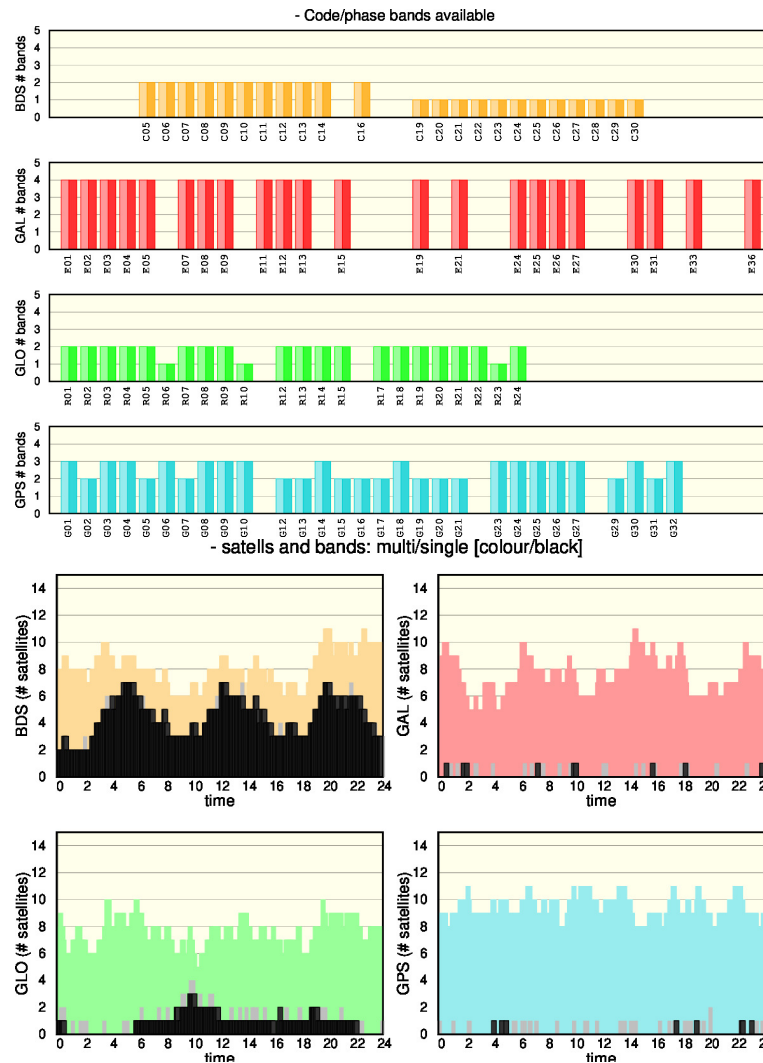 - Code/phase bands available
BDS # bands
5
4
3
2
1
0
C05 C06 C07 C08 C09 C10 C11 C12 C13 C14 C16 C19 C20 C21 C22 C23 C24 C25 C26 C27 C28 C29 C30
GAL # bands
5
4
3
2
1
0
E01 E02 E03 E04 E05 E07 E08 E09 E11 E12 E13 E15 E19 E21 E24 E25 E26 E27 E30 E31 E33 E36
GLO # bands
5
4
3
2
1
0
R01 R02 R03 R04 R05 R06 R07 R08 R09 R10 R12 R13 R14 R15 R17 R18 R19 R20 R21 R22 R23 R24
GPS # bands
5
4
3
2
1
0
G01 G02 G03 G04 G05 G06 G07 G08 G09 G10 G12 G13 G14 G15 G16 G17 G18 G19 G20 G21 G23 G24 G25 G26 G27 G29 G30 G31 G32
- satells and bands: multi/single [colour/black]
BDS (# satellites)
14
12
10
8
6
4
2
0
0 2 4 6 8 10 12 14 16 18 20 22 24
time
GAL (# satellites)
14
12
10
8
6
4
2
0
0 2 4 6 8 10 12 14 16 18 20 22 24
time
GLO (# satellites)
14
12
10
8
6
4
2
0
0 2 4 6 8 10 12 14 16 18 20 22 24
time
GPS (# satellites)
14
12
10
8
6
4
2
0
0 2 4 6 8 10 12 14 16 18 20 22 24
time